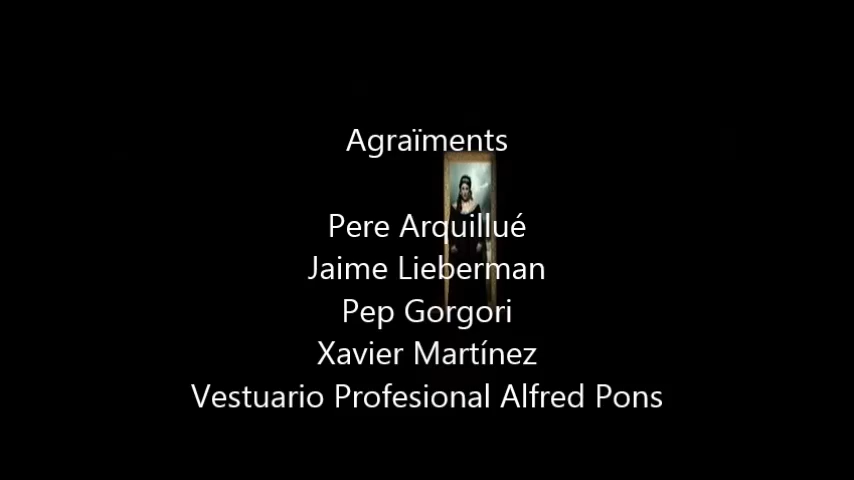 Agraïments
Pere Arquillué
Jaime Lieberman
Pep Gorgori
Xavier Martínez
Vestuario Profesional Alfred Pons